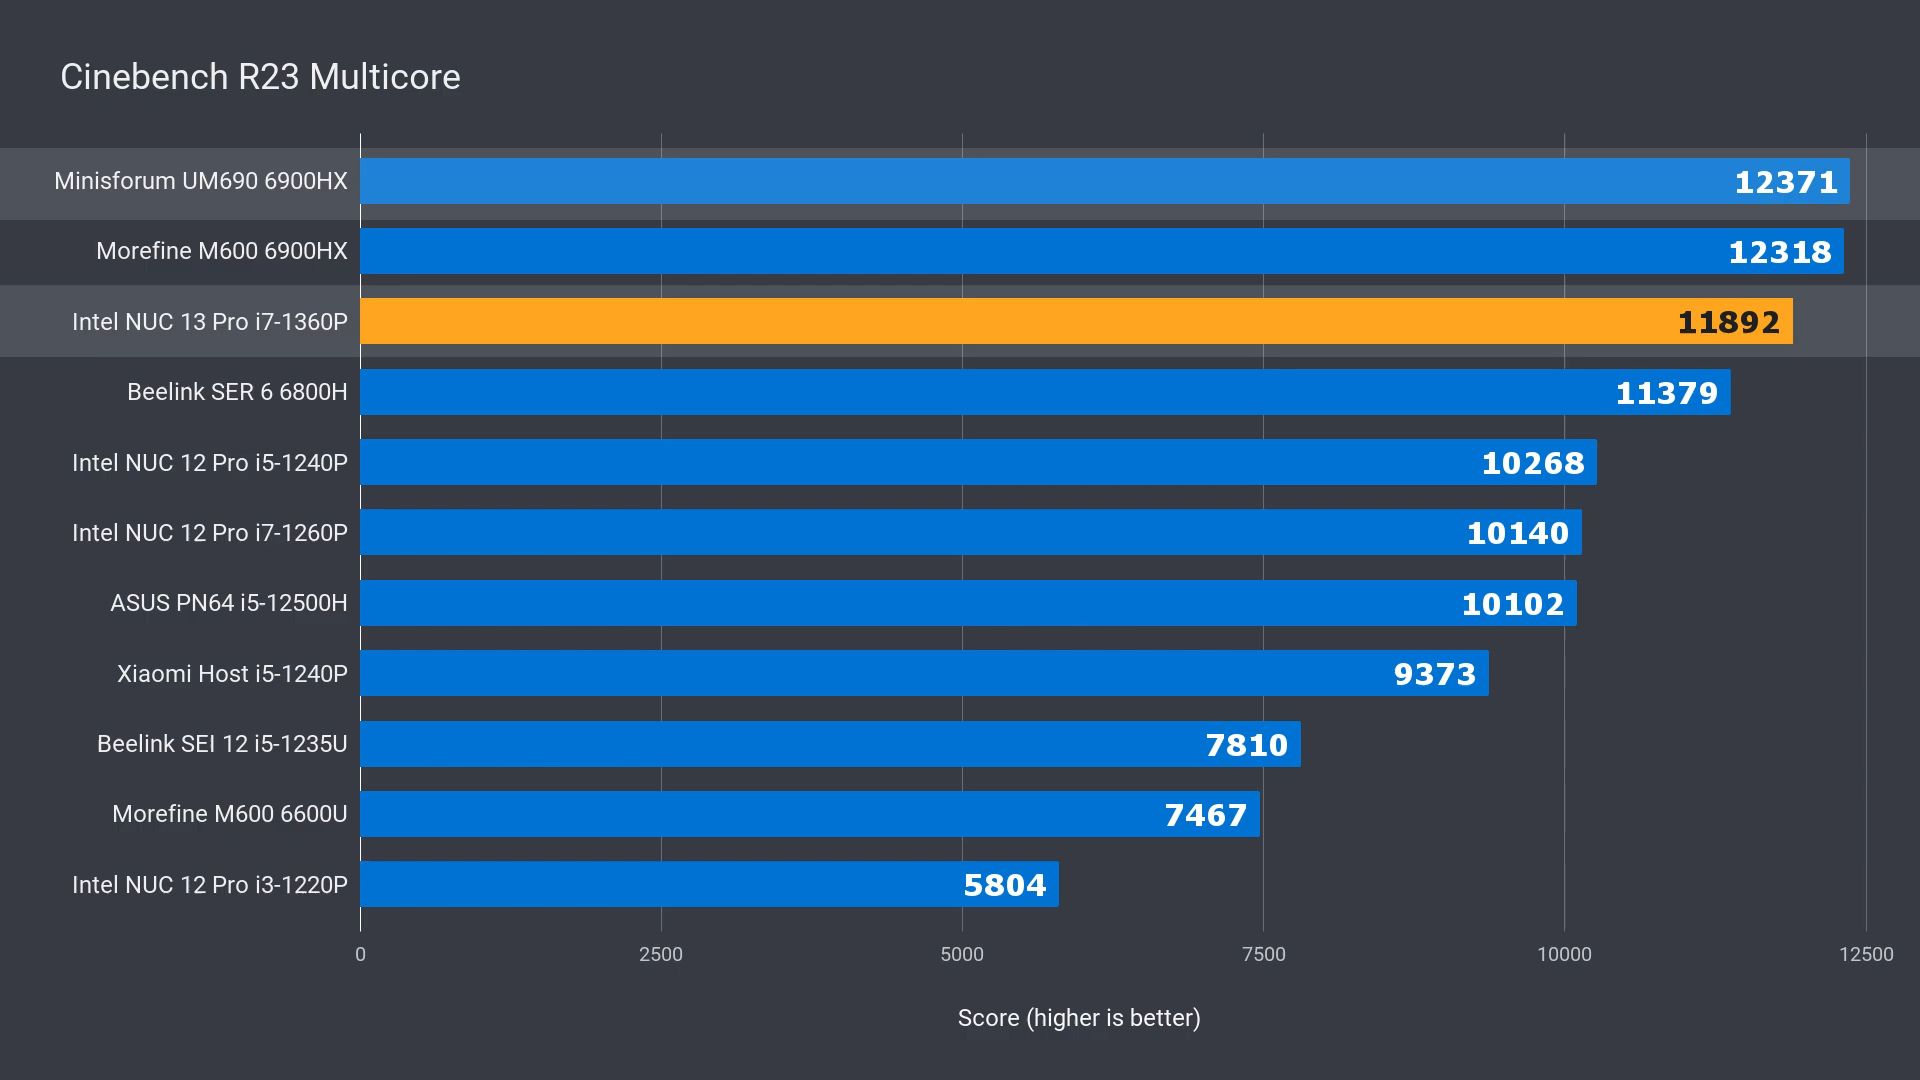 Cinebench R23 Multicore
Minisforum UM690 6900HX 12371
Morefine M600 6900HX 12318
Intel NUC 13 Pro i7-1360P 11892
Beelink SER 6 6800H 11379
Intel NUC 12 Pro i5-1240P 10268
Intel NUC 12 Pro i7-1260P 10140
ASUS PN64 i5-12500H 10102
Xiaomi Host i5-1240P 9373
Beelink SEI 12 i5-1235U 7810
Morefine M600 6600U 7467
Intel NUC 12 Pro i3-1220P 5804
0 2500 5000 7500 10000 12500
Score (higher is better)